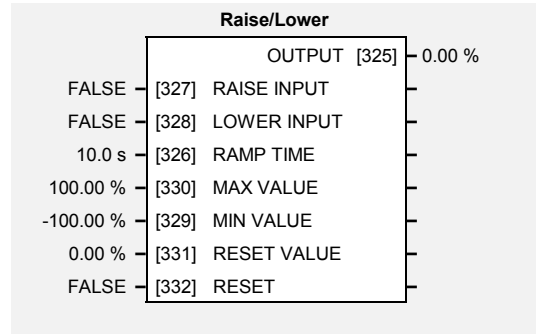 Raise/Lower
OUTPUT [325] 0.00 %
FALSE [327] RAISE INPUT
FALSE [328] LOWER INPUT
10.0 s [326] RAMP TIME
100.00 % [330] MAX VALUE
-100.00 % [329] MIN VALUE
0.00 % [331] RESET VALUE
FALSE [332] RESET